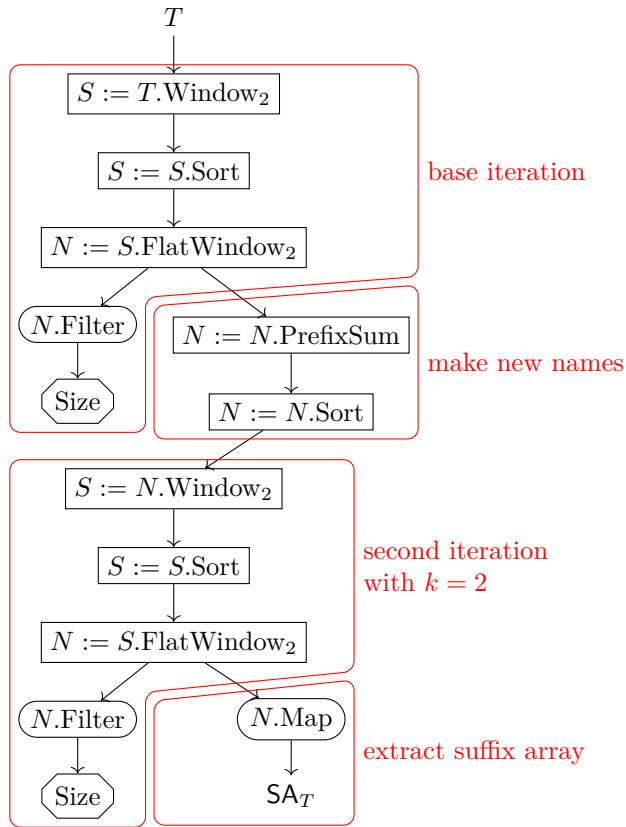 T
S := T.Window₂
S := S.Sort
base iteration
N := S.FlatWindow₂
N.Filter
N := N.PrefixSum
make new names
Size
N := N.Sort
S := N.Window₂
S := S.Sort
second iteration
with k = 2
N := S.FlatWindow₂
N.Filter
N.Map
extract suffix array
Size
SA_T